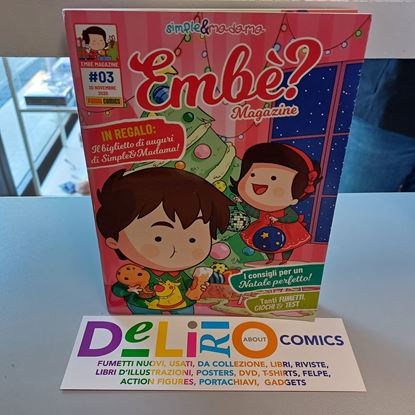 simple&madama
Embè?
Magazine
EMBÈ MAGAZINE
#03
20 NOVEMBRE
2020
PANINI COMICS
IN REGALO:
Il biglietto di auguri
di Simple&Madama!
I consigli per un
Natale perfetto!
Tanti FUMETTI,
GIOCHI & TEST
DeLiRIO
ABOUT
COMICS
FUMETTI NUOVI, USATI, DA COLLEZIONE, LIBRI, RIVISTE,
LIBRI D'ILLUSTRAZIONI, POSTERS, DVD, T-SHIRTS, FELPE,
ACTION FIGURES, PORTACHIAVI, GADGETS